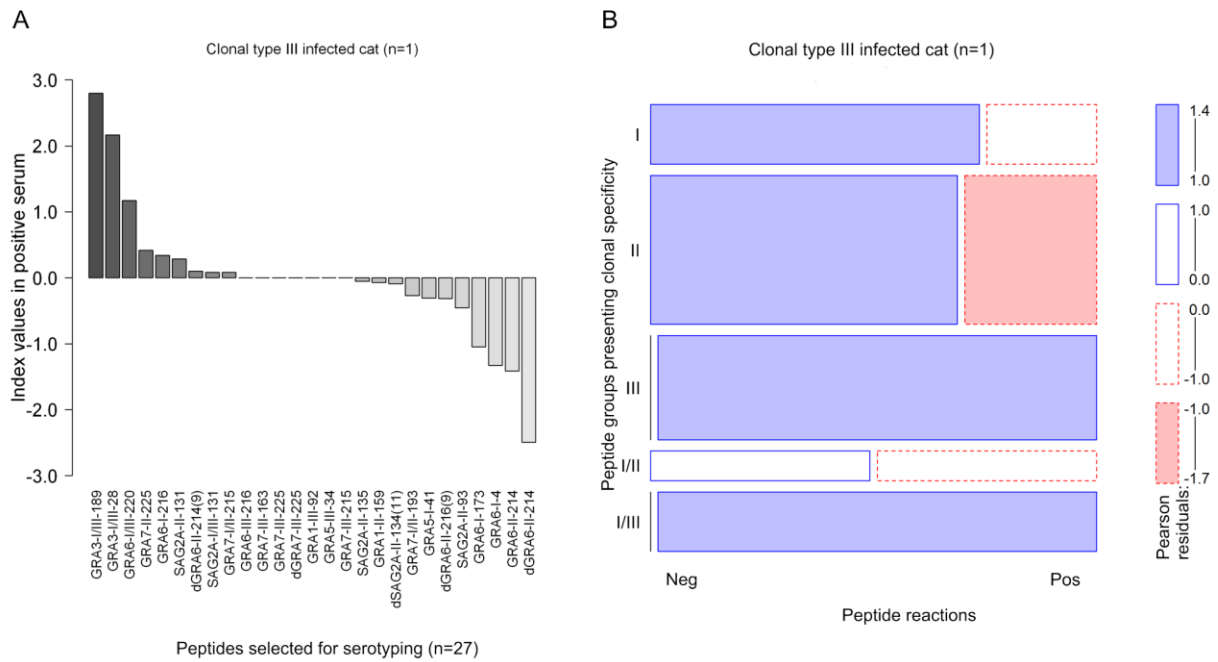 A
Clonal type III infected cat (n=1)
Index values in positive serum
3.0
2.0
1.0
0.0
-1.0
-2.0
-3.0
GRA3-I/III-189
GRA3-I/III-28
GRA6-I/III-220
GRA7-II-225
GRA6-I-216
SAG2A-II-131
dGRA6-II-214(9)
SAG2A-I/III-131
GRA7-I/II-215
GRA6-III-216
GRA7-III-163
GRA7-III-225
dGRA7-III-225
GRA1-III-92
GRA5-III-34
GRA7-III-215
SAG2A-II-135
GRA1-II-159
dSAG2A-II-134(11)
GRA7-I/II-193
GRA5-I-41
dGRA6-II-216(9)
SAG2A-II-93
GRA6-I-173
GRA6-I-4
GRA6-II-214
dGRA6-II-214
Peptides selected for serotyping (n=27)
B
Clonal type III infected cat (n=1)
Peptide groups presenting clonal specificity
I
II
III
I/II
I/III
Neg
Pos
Peptide reactions
1.4
1.0
1.0
0.0
0.0
-1.0
-1.0
-1.7
Pearson
residuals: